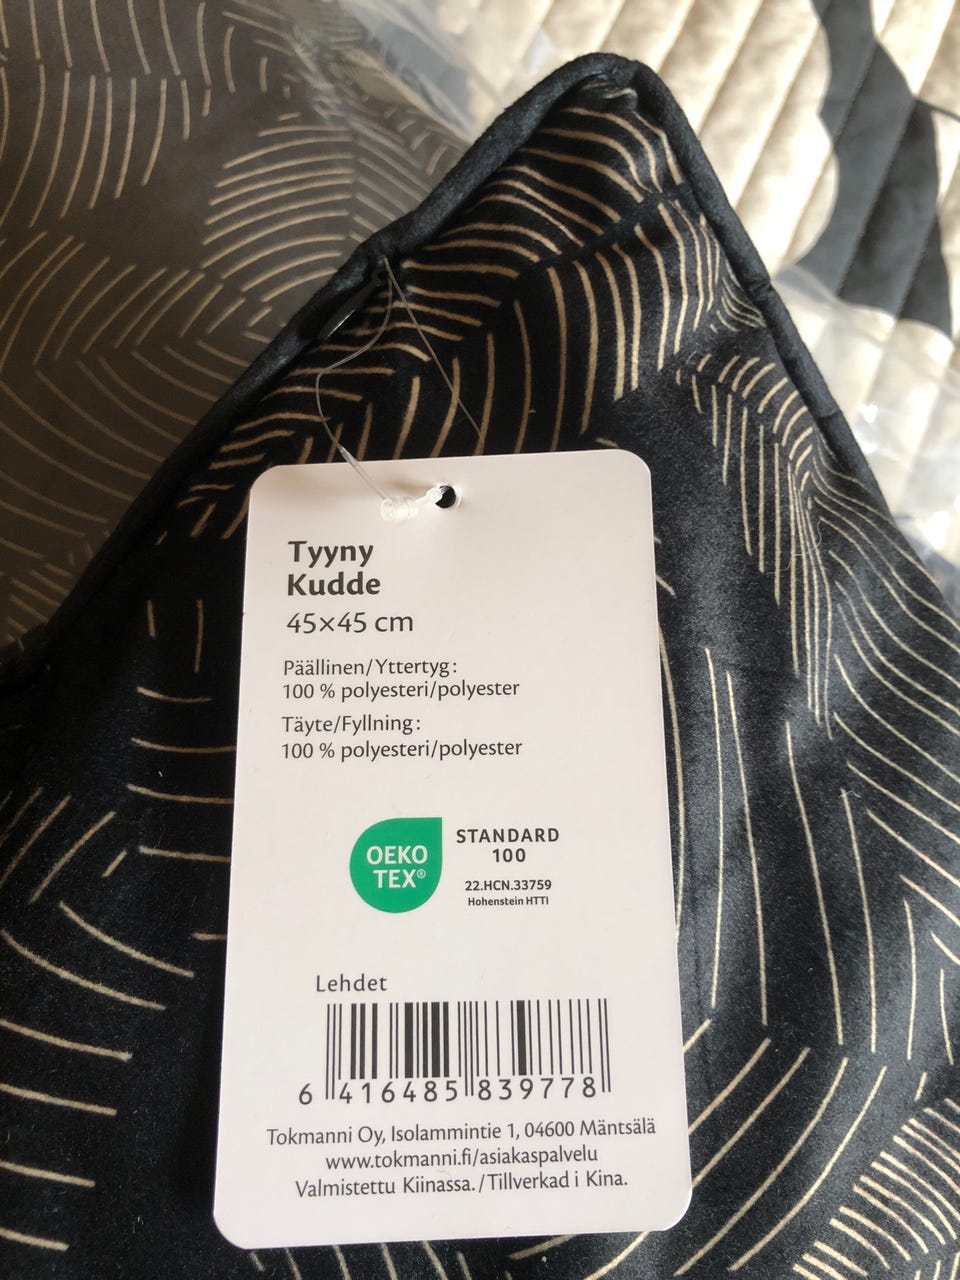 Tyyny
Kudde
45×45 cm
Päällinen/Yttertyg:
100 % polyesteri/polyester
Täyte/Fyllning:
100 % polyesteri/polyester
OEKO
TEX®
STANDARD
100
22.HCN.33759
Hohenstein HTTI
Lehdet
6 416485 839778
Tokmanni Oy, Isolammintie 1, 04600 Mäntsälä
www.tokmanni.fi/asiakaspalvelu
Valmistettu Kiinassa./Tillverkad i Kina.